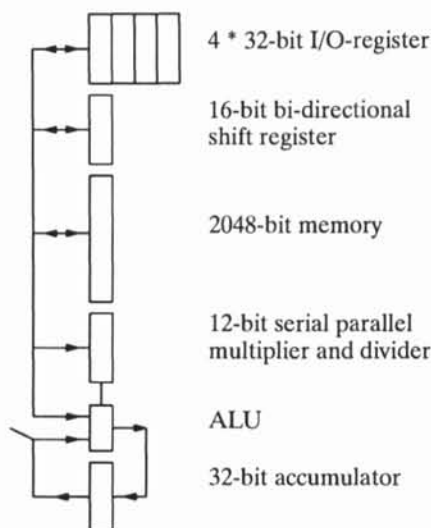 4 * 32-bit I/O-register
16-bit bi-directional
shift register
2048-bit memory
12-bit serial parallel
multiplier and divider
ALU
32-bit accumulator